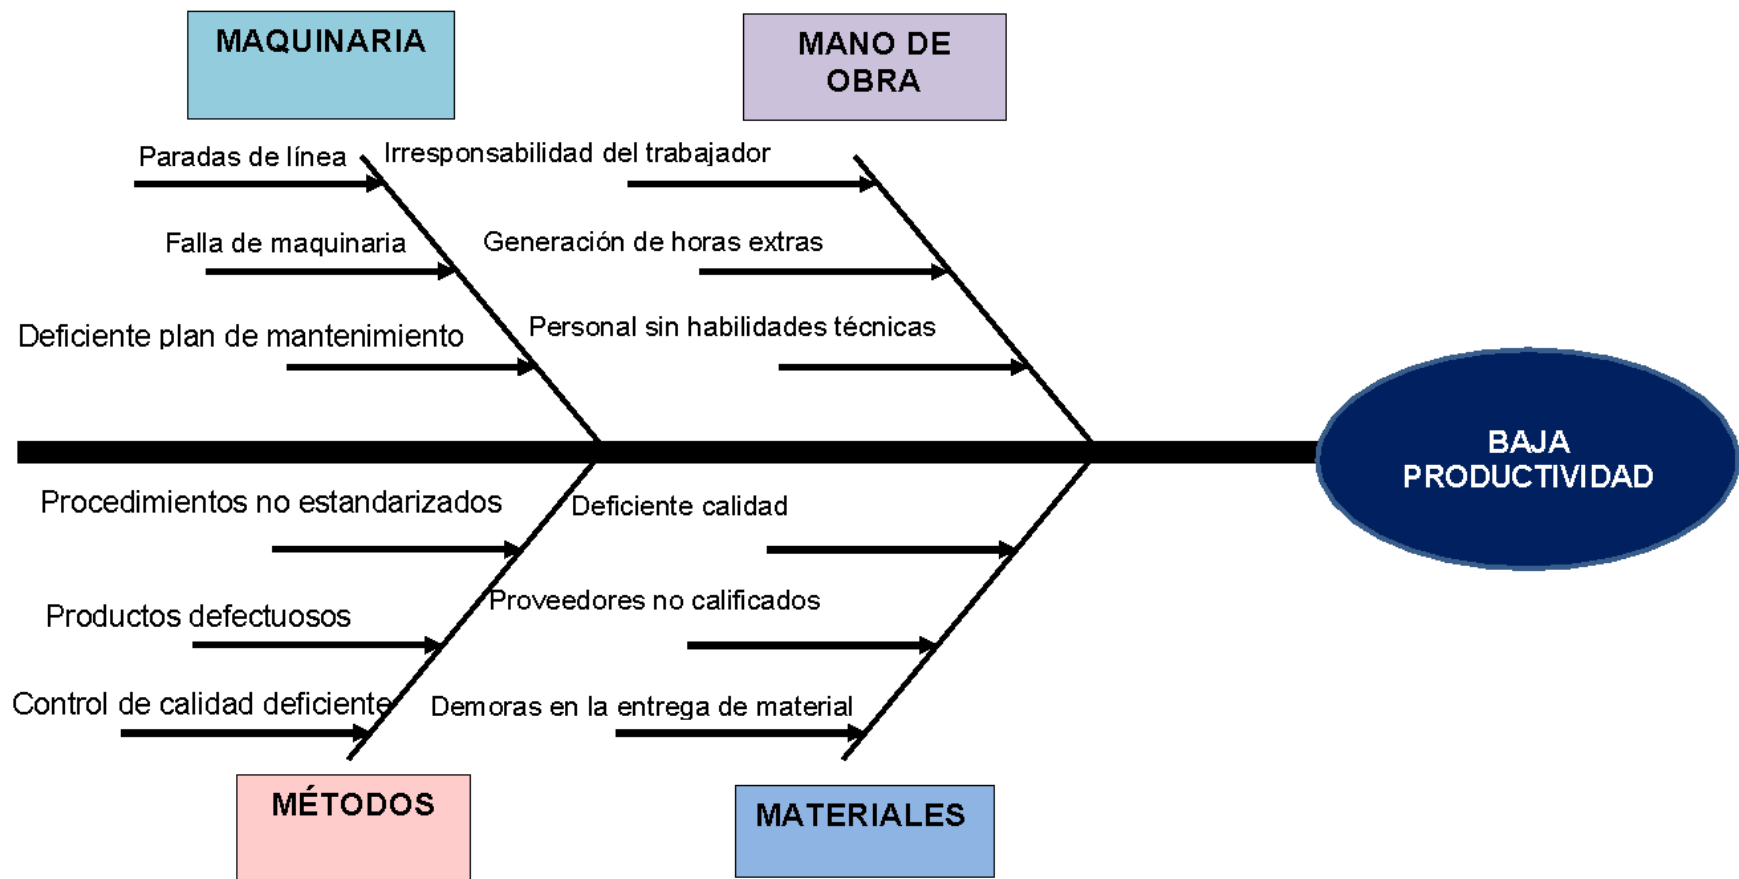 MAQUINARIA
MANO DE
OBRA
Paradas de línea
Irresponsabilidad del trabajador
Falla de maquinaria
Generación de horas extras
Deficiente plan de mantenimiento
Personal sin habilidades técnicas
BAJA
PRODUCTIVIDAD
Procedimientos no estandarizados
Deficiente calidad
Productos defectuosos
Proveedores no calificados
Control de calidad deficiente
Demoras en la entrega de material
MÉTODOS
MATERIALES